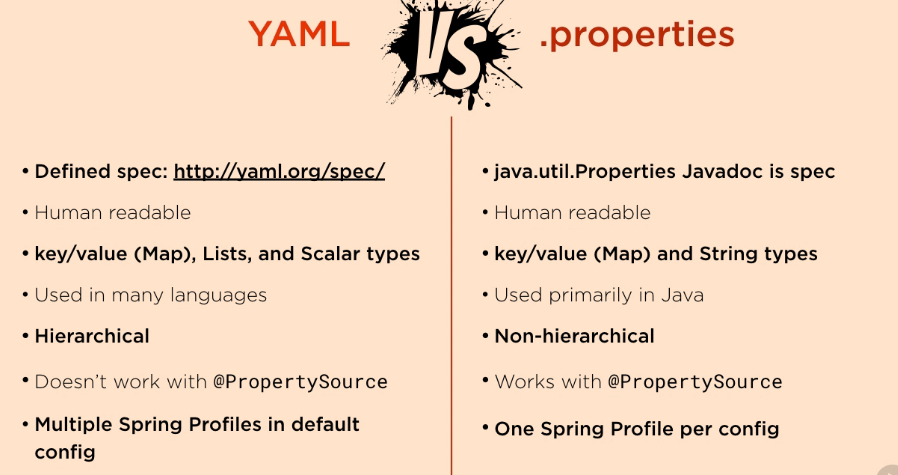 YAML VS .properties
• Defined spec: http://yaml.org/spec/
• Human readable
• key/value (Map), Lists, and Scalar types
• Used in many languages
• Hierarchical
• Doesn't work with @PropertySource
• Multiple Spring Profiles in default
config
• java.util.Properties Javadoc is spec
• Human readable
• key/value (Map) and String types
• Used primarily in Java
• Non-hierarchical
• Works with @PropertySource
• One Spring Profile per config